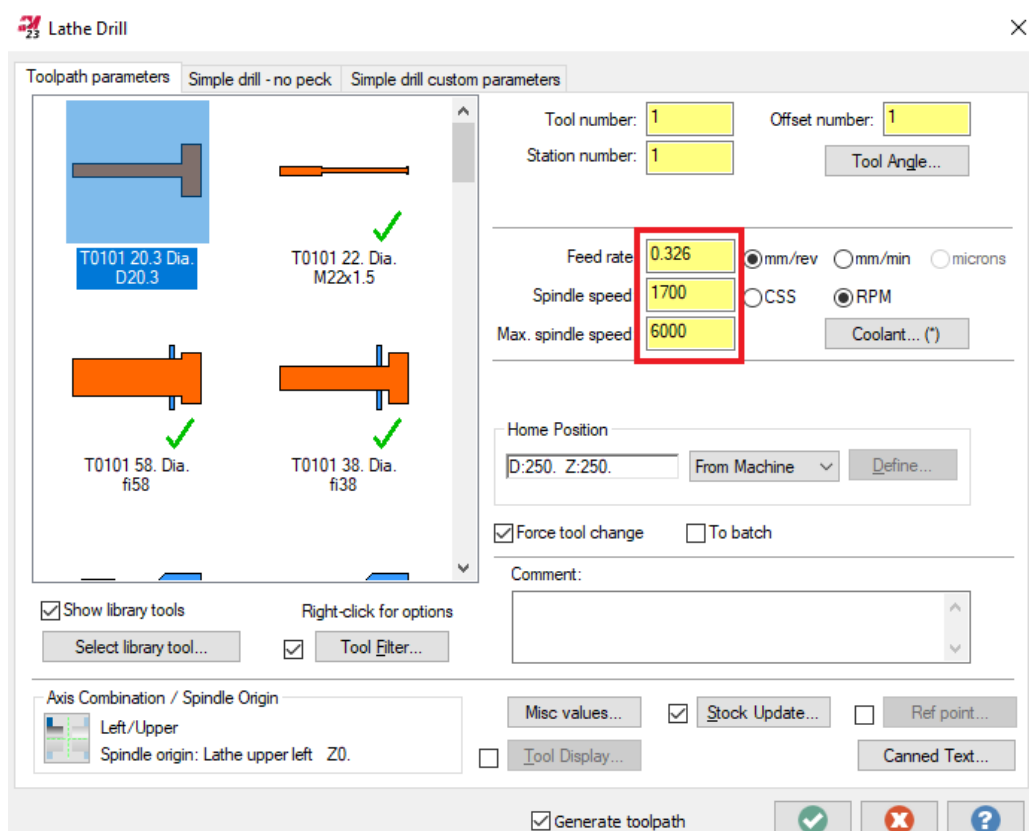 23 Lathe Drill
Toolpath parameters Simple drill - no peck Simple drill custom parameters
T0101 20.3 Dia.
D20.3
T0101 22. Dia.
M22x1.5
T0101 58. Dia.
fi58
T0101 38. Dia.
fi38
Show library tools
Right-click for options
Select library tool...
Tool Filter...
Tool number: 1
Offset number: 1
Station number: 1
Tool Angle...
Feed rate 0.326 mm/rev mm/min microns
Spindle speed 1700 CSS RPM
Max. spindle speed 6000 Coolant... (*)
Home Position
D:250. Z:250. From Machine Define...
Force tool change To batch
Comment:
Axis Combination / Spindle Origin
Left/Upper
Spindle origin: Lathe upper left Z0.
Misc values... Stock Update... Ref point...
Tool Display... Canned Text...
Generate toolpath
?